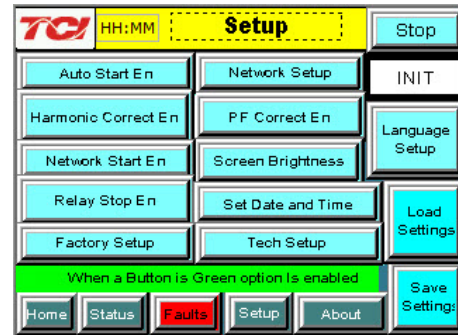 TCI HH:MM Setup Stop
Auto Start En Network Setup INIT
Harmonic Correct En PF Correct En
Language
Setup
Network Start En Screen Brightness
Relay Stop En Set Date and Time
Load
Settings
Factory Setup Tech Setup
When a Button is Green option Is enabled
Save
Settings
Home Status Faults Setup About